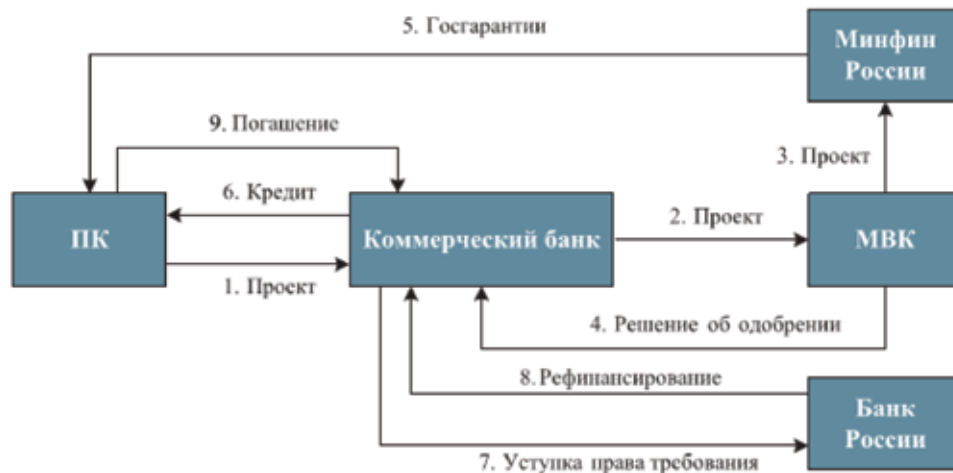 5. Госгарантии
Минфин
России
9. Погашение
3. Проект
6. Кредит
2. Проект
ПК
Коммерческий банк
МВК
1. Проект
4. Решение об одобрении
8. Рефинансирование
Банк
России
7. Уступка права требования